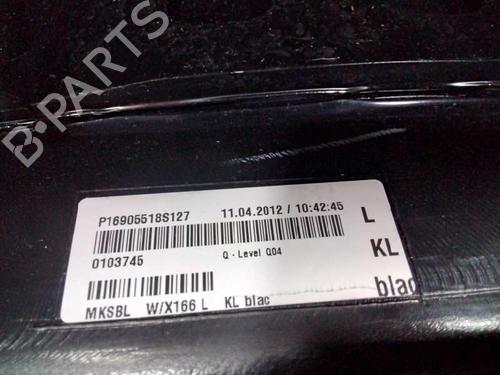 B-PARTS
P16905518S127 11.04.2012 / 10:42:45
L
0103745 Q - Level Q04
KL
blac
MKSBL W/X166 L KL blac